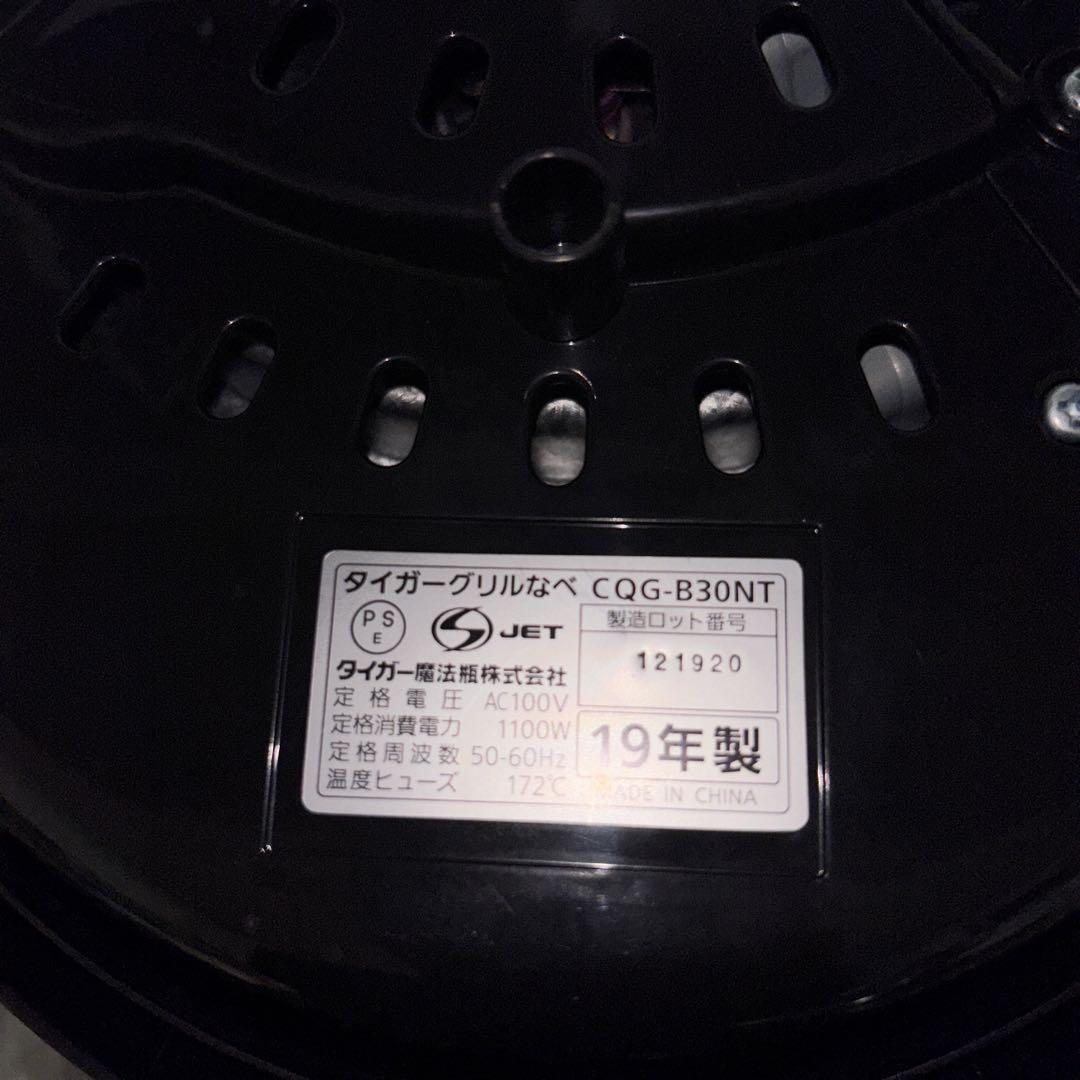 タイガーグリルなべ CQG-B30NT
PS
E
JET
製造ロット番号
121920
タイガー魔法瓶株式会社
定格電圧 AC100V
定格消費電力 1100W
定格周波数 50-60Hz
温度ヒューズ 172℃
19年製
MADE IN CHINA